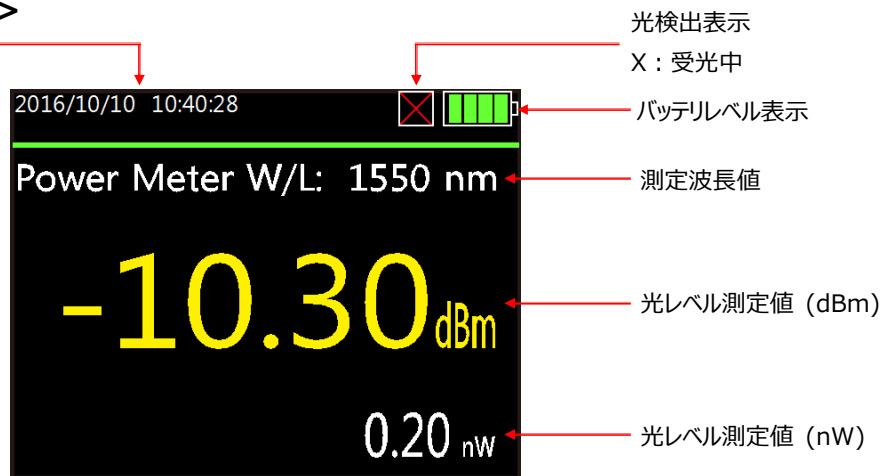 >
光検出表示
X：受光中
2016/10/10 10:40:28
バッテリレベル表示
Power Meter W/L: 1550 nm
測定波長値
-10.30 dBm
光レベル測定値 (dBm)
0.20 nW
光レベル測定値 (nW)